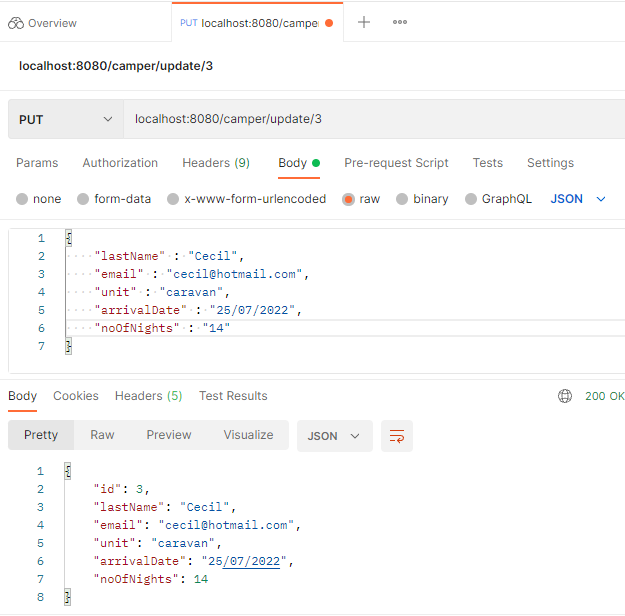 Overview PUT localhost:8080/camper
localhost:8080/camper/update/3
PUT localhost:8080/camper/update/3
Params Authorization Headers (9) Body Pre-request Script Tests Settings
none form-data x-www-form-urlencoded raw binary GraphQL JSON
1 {
2 "lastName" : "Cecil",
3 "email" : "cecil@hotmail.com",
4 "unit" : "caravan",
5 "arrivalDate" : "25/07/2022",
6 "noOfNights" : "14"
7 }
Body Cookies Headers (5) Test Results 200 OK
Pretty Raw Preview Visualize JSON
1 {
2 "id": 3,
3 "lastName": "Cecil",
4 "email": "cecil@hotmail.com",
5 "unit": "caravan",
6 "arrivalDate": "25/07/2022",
7 "noOfNights": 14
8 }